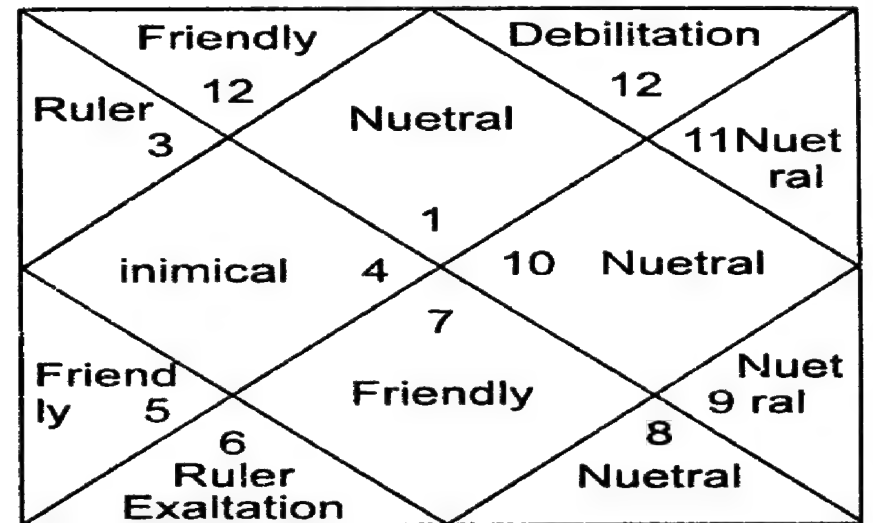 Friendly
12
Debilitation
12
Ruler
3
Nuetral
1
11Nuet
ral
inimical 4
10 Nuetral
7
Friendly
Friend
ly 5
Nuet
9 ral
6
Ruler
Exaltation
8
Nuetral